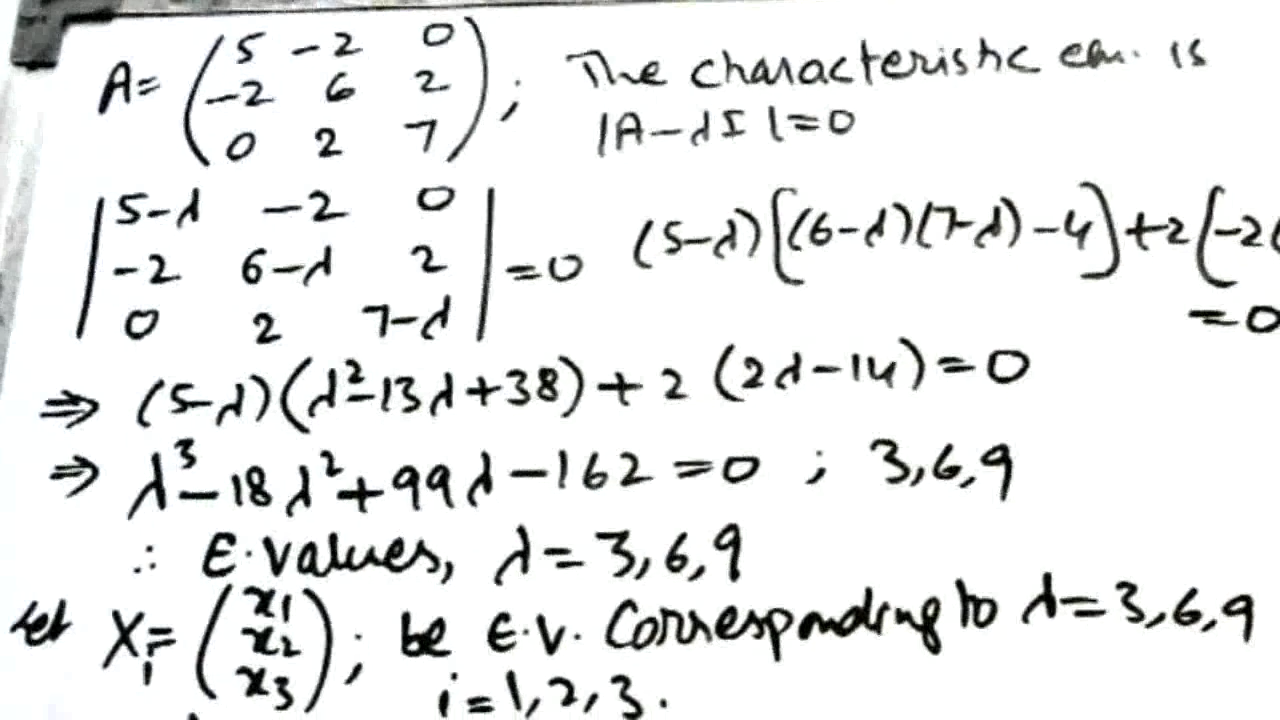 A= (5 -2 0; -2 6 2; 0 2 7); The characteristic eqn. is
|A-λI|=0
|5-λ -2 0; -2 6-λ 2; 0 2 7-λ| =0 (5-λ)[(6-λ)(7-λ)-4]+2[-2(
=0
⇒ (5-λ)(λ²-13λ+38)+2(2λ-14)=0
⇒ λ³-18λ²+99λ-162=0 ; 3,6,9
∴ E.values, λ=3,6,9
let Xᵢ= (x₁; x₂; x₃); be E.V. Corresponding to λ=3,6,9
i=1,2,3.